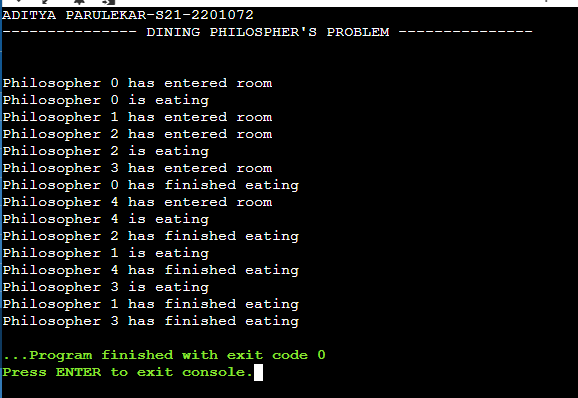 ADITYA PARULEKAR-S21-2201072
--------------- DINING PHILOSPHER'S PROBLEM ---------------
Philosopher 0 has entered room
Philosopher 0 is eating
Philosopher 1 has entered room
Philosopher 2 has entered room
Philosopher 2 is eating
Philosopher 3 has entered room
Philosopher 0 has finished eating
Philosopher 4 has entered room
Philosopher 4 is eating
Philosopher 2 has finished eating
Philosopher 1 is eating
Philosopher 4 has finished eating
Philosopher 3 is eating
Philosopher 1 has finished eating
Philosopher 3 has finished eating
...Program finished with exit code 0
Press ENTER to exit console.